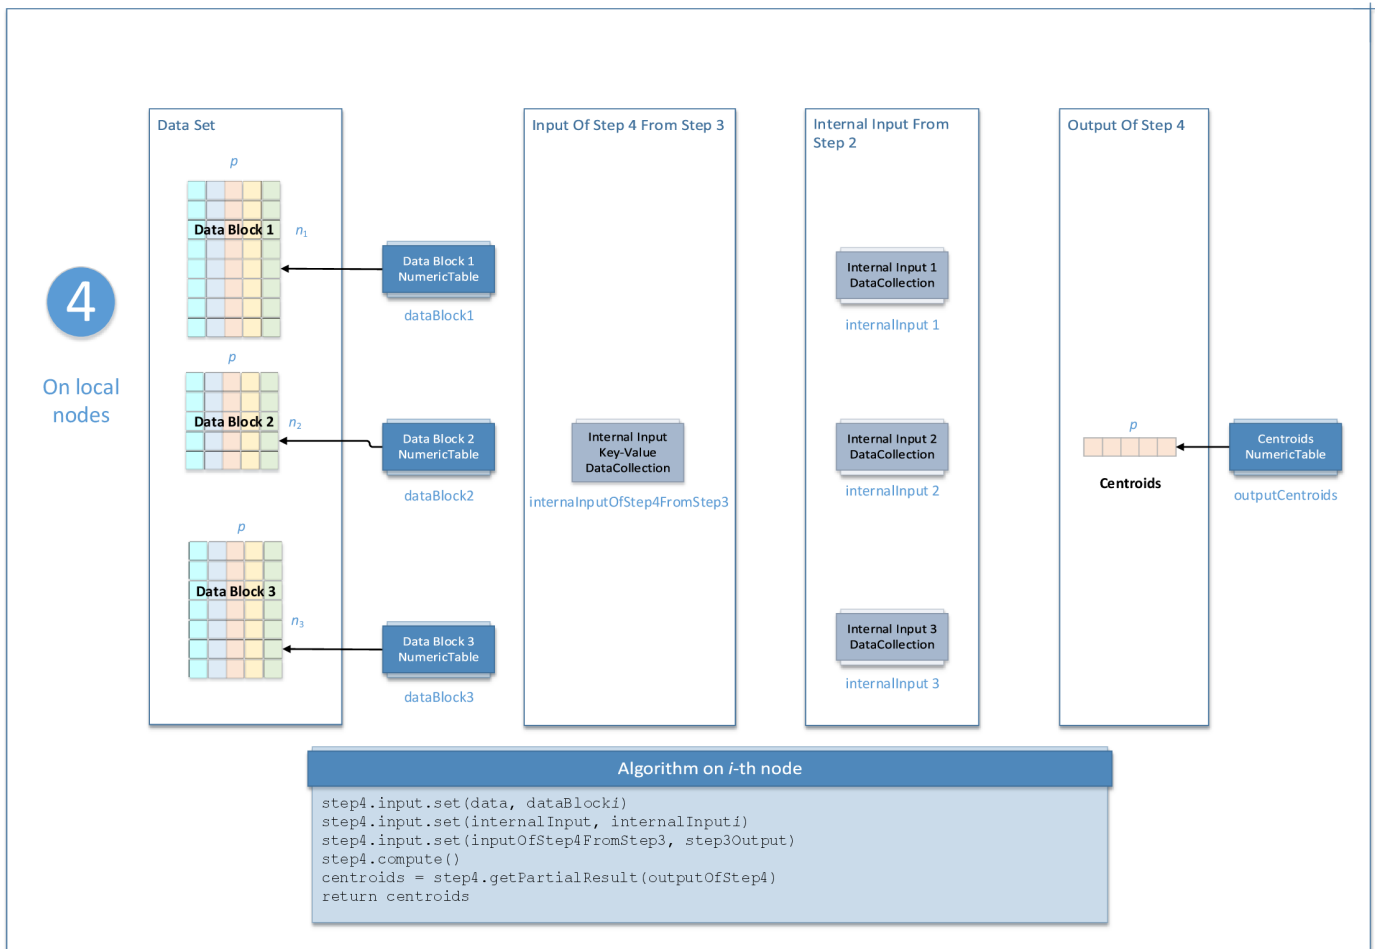 4
On local
nodes
Data Set
p
Data Block 1
n1
Data Block 1
NumericTable
dataBlock1
p
Data Block 2
n2
Data Block 2
NumericTable
dataBlock2
p
Data Block 3
n3
Data Block 3
NumericTable
dataBlock3
Input Of Step 4 From Step 3
Internal Input
Key-Value
DataCollection
internaInputOfStep4FromStep3
Internal Input From
Step 2
Internal Input 1
DataCollection
internalInput 1
Internal Input 2
DataCollection
internalInput 2
Internal Input 3
DataCollection
internalInput 3
Output Of Step 4
p
Centroids
Centroids
NumericTable
outputCentroids
Algorithm on i-th node
step4.input.set(data, dataBlocki)
step4.input.set(internalInput, internalInputi)
step4.input.set(inputOfStep4FromStep3, step3Output)
step4.compute()
centroids = step4.getPartialResult(outputOfStep4)
return centroids